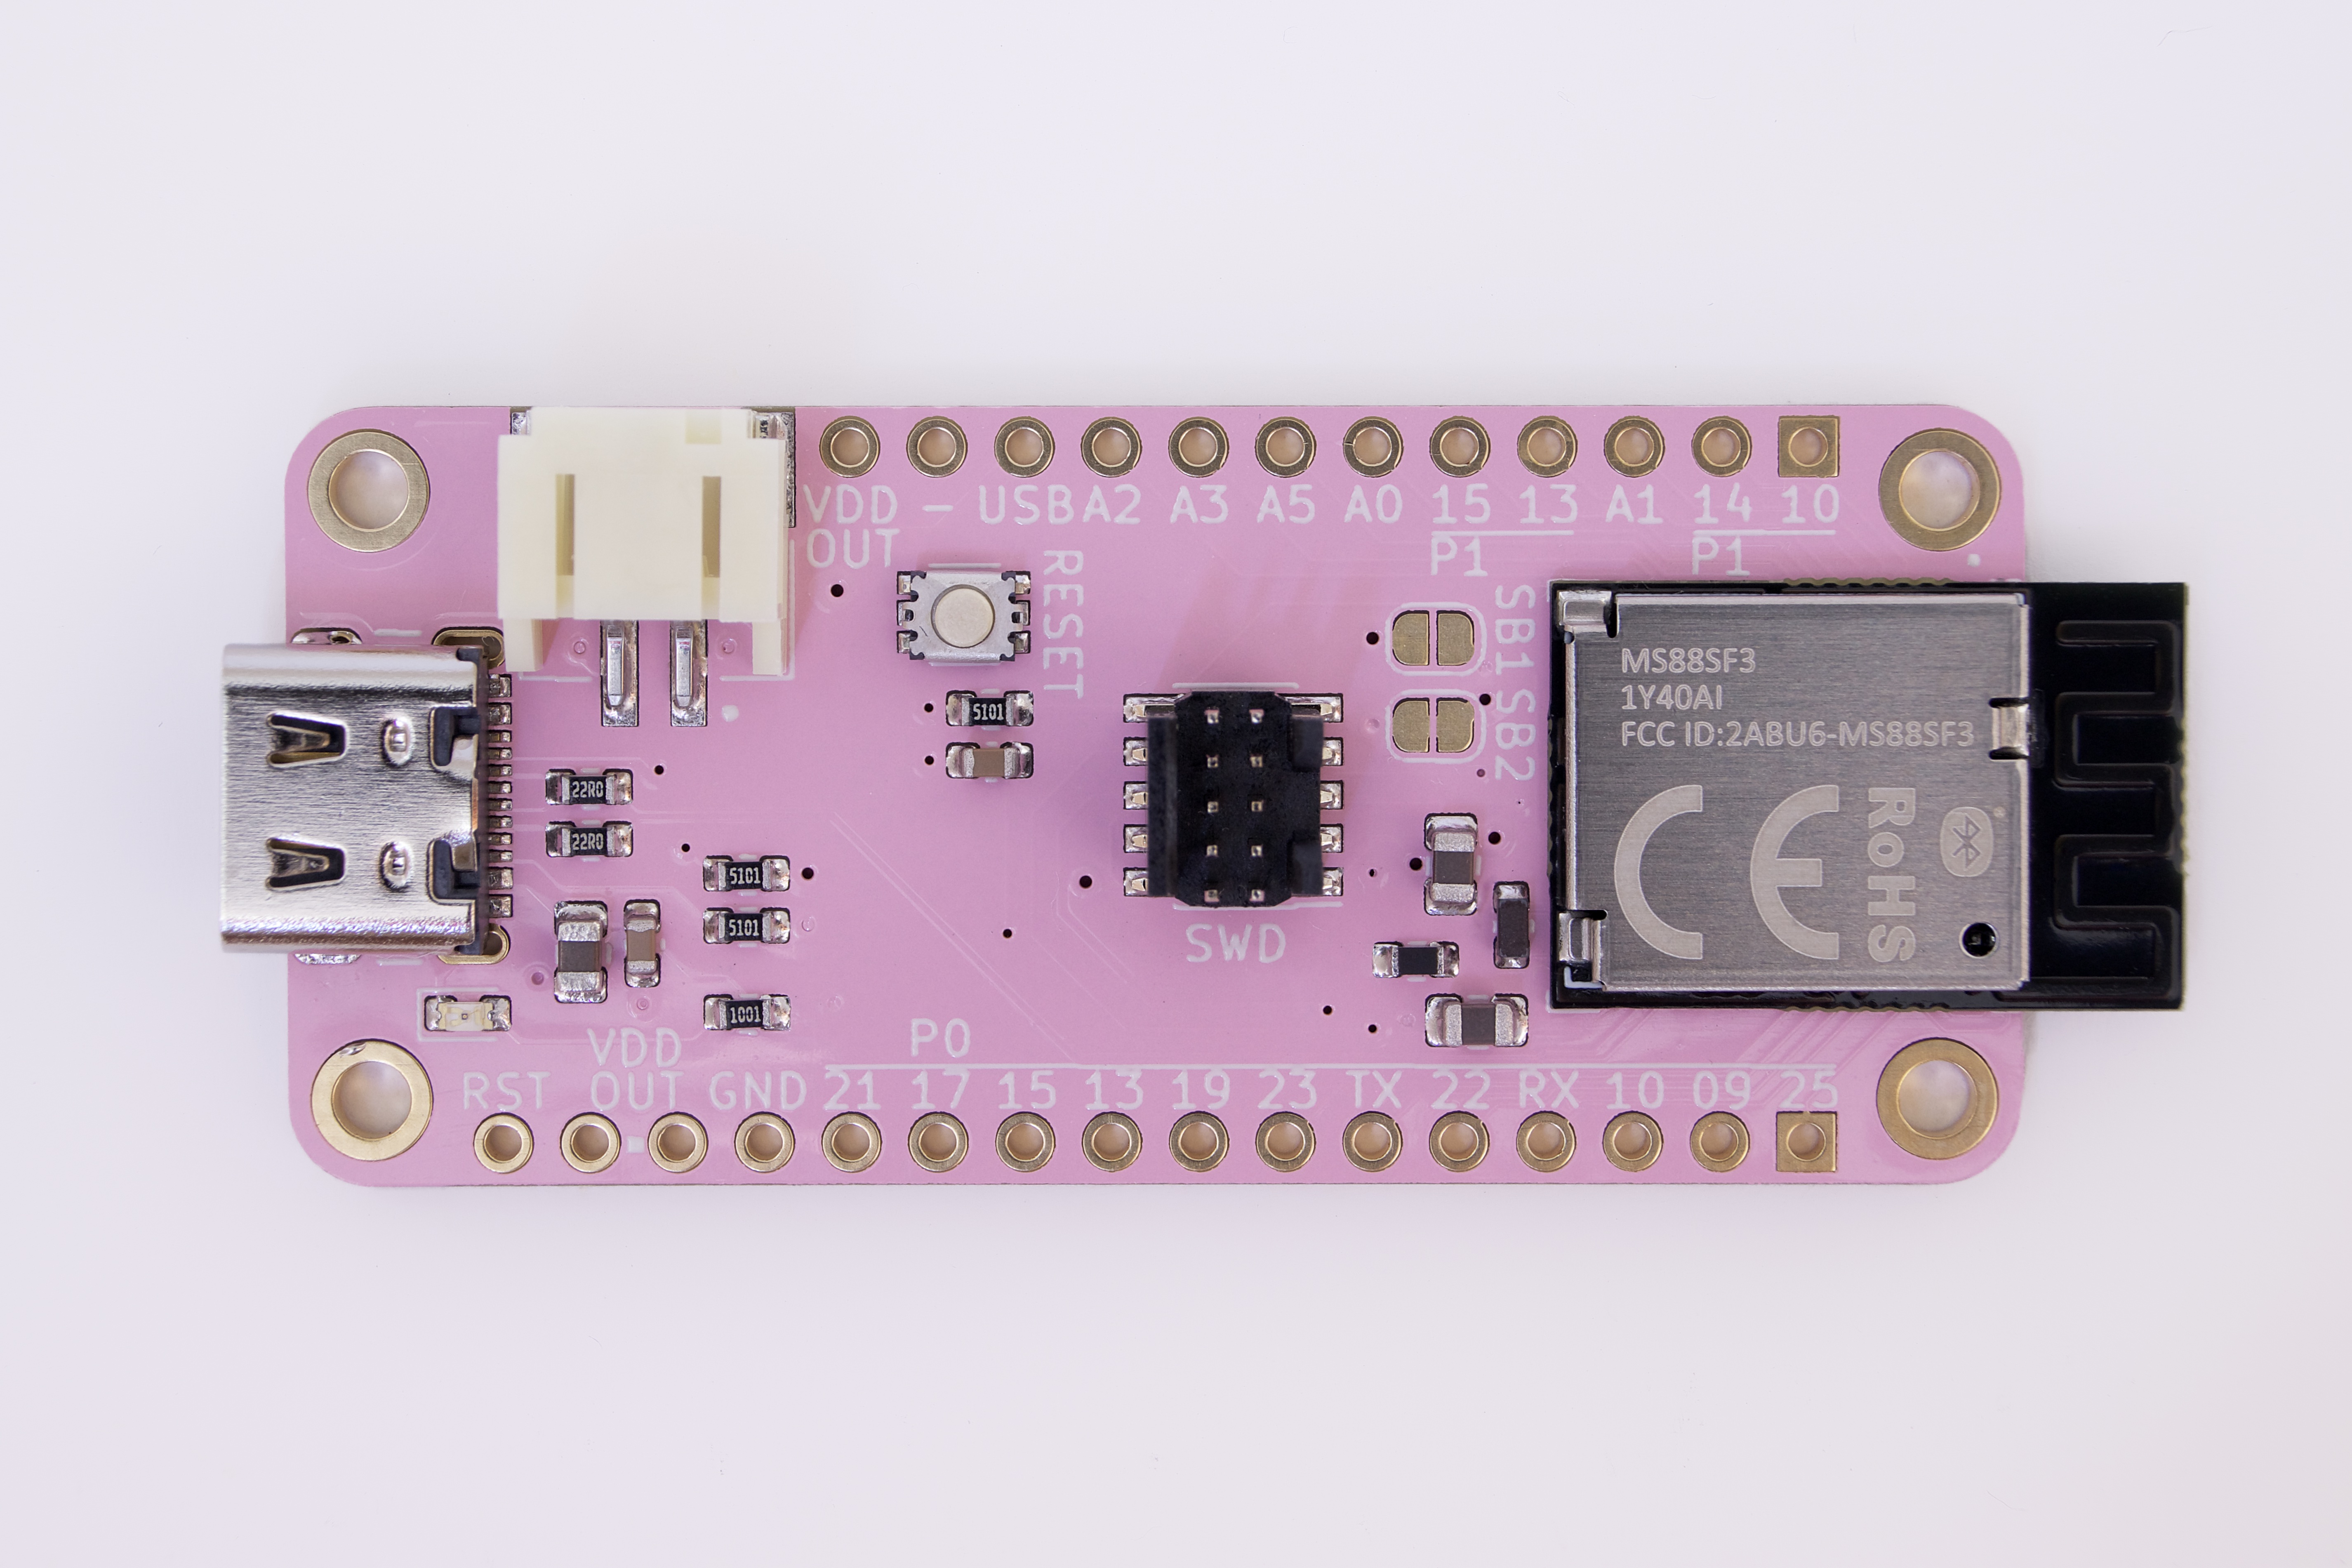 VDD - USB A2 A3 A5 A0 15 13 A1 14 10
OUT P1 P1
RESET
SB1 SB2
MS88SF3
1Y40AI
FCC ID:2ABU6-MS88SF3
CE RoHS
5101
22R0
22R0
5101
5101
1001
SWD
P0
VDD
RST OUT GND 21 17 15 13 19 23 TX 22 RX 10 09 25